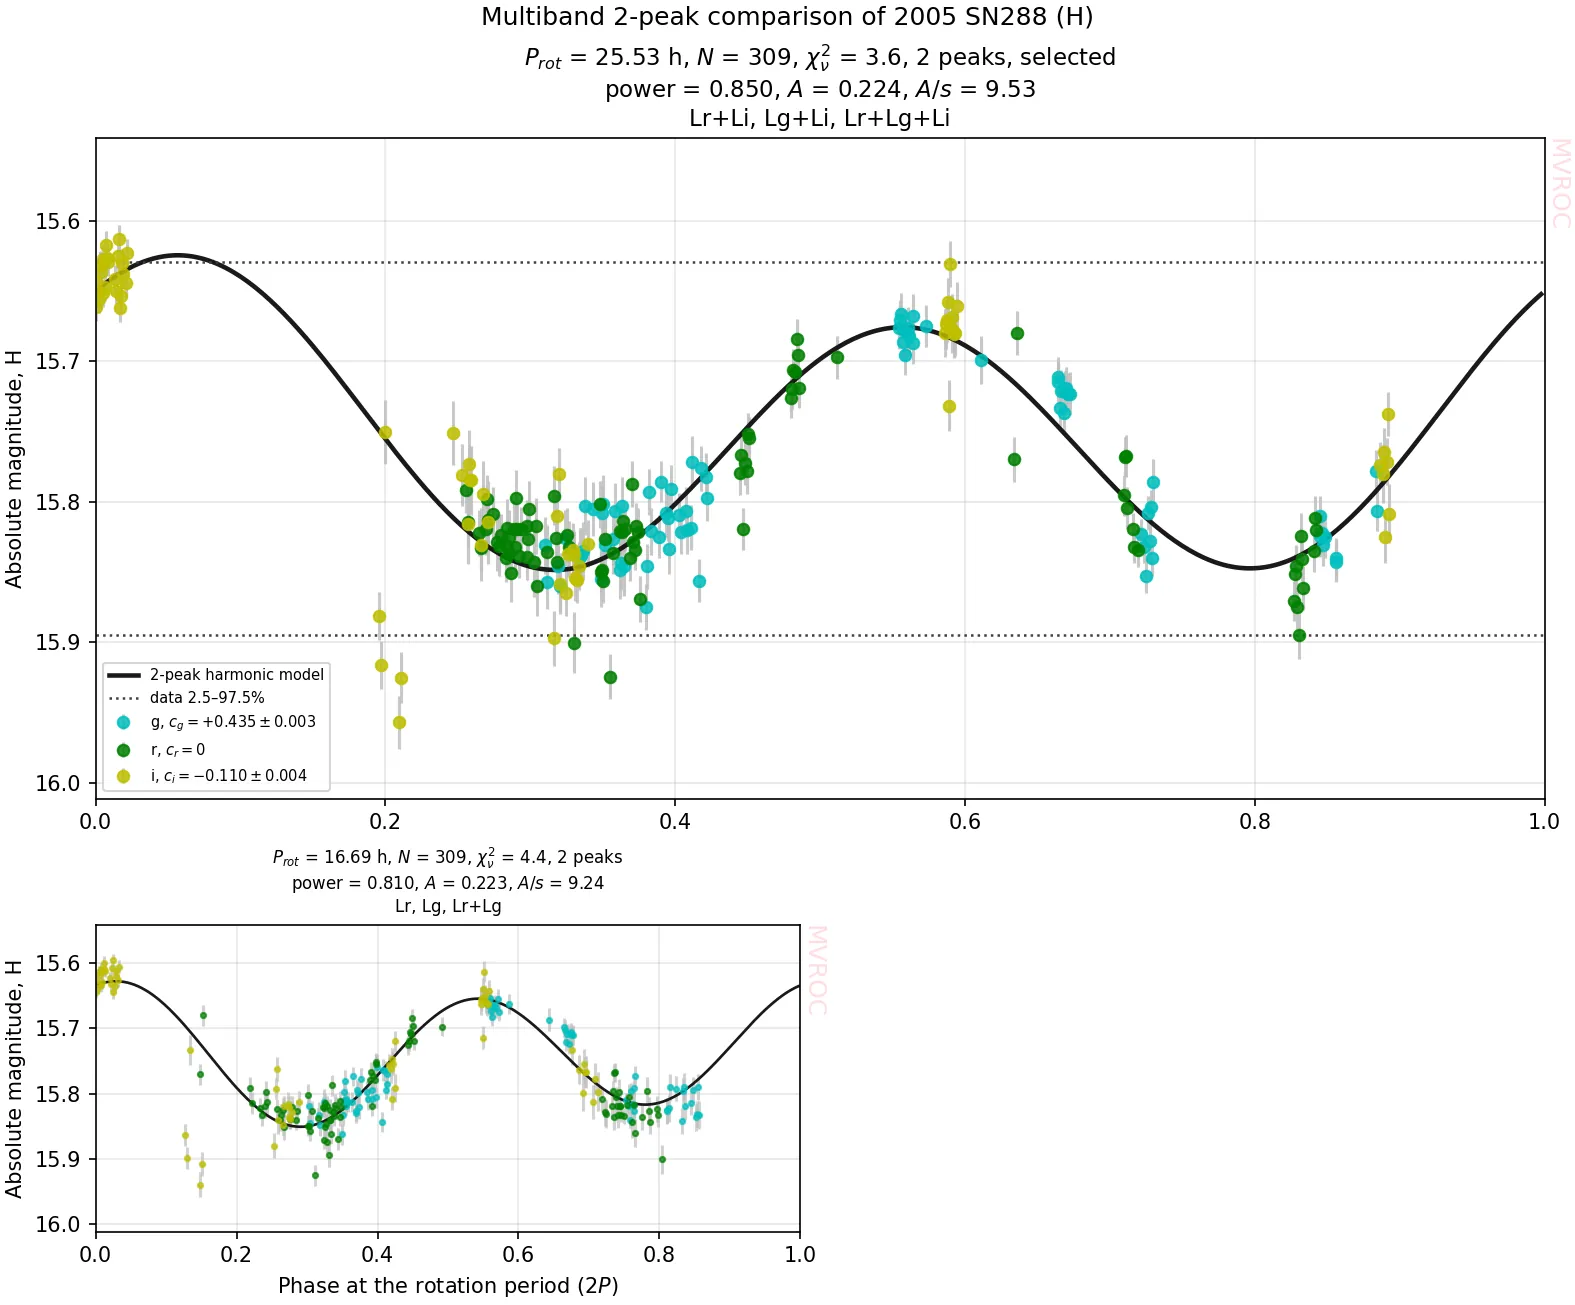 Multiband 2-peak comparison of 2005 SN288 (H)
P_rot = 25.53 h, N = 309, χ²_ν = 3.6, 2 peaks, selected
power = 0.850, A = 0.224, A/s = 9.53
Lr+Li, Lg+Li, Lr+Lg+Li
MVROC
Absolute magnitude, H
15.6
15.7
15.8
15.9
16.0
2-peak harmonic model
data 2.5–97.5%
g, c_g = +0.435 ± 0.003
r, c_r = 0
i, c_i = −0.110 ± 0.004
0.0 0.2 0.4 0.6 0.8 1.0
P_rot = 16.69 h, N = 309, χ²_ν = 4.4, 2 peaks
power = 0.810, A = 0.223, A/s = 9.24
Lr, Lg, Lr+Lg
MVROC
Absolute magnitude, H
15.6
15.7
15.8
15.9
16.0
0.0 0.2 0.4 0.6 0.8 1.0
Phase at the rotation period (2P)